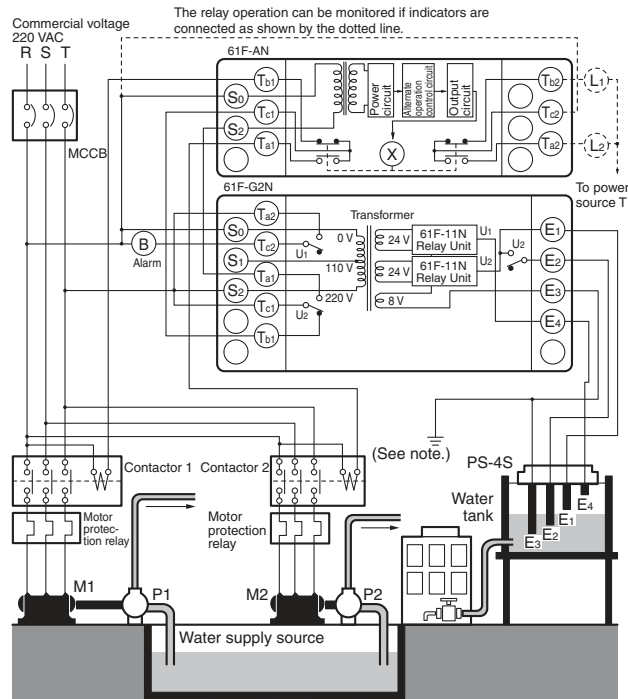 The relay operation can be monitored if indicators are
connected as shown by the dotted line.
Commercial voltage
220 VAC
R S T
MCCB
61F-AN
Tb1
S0
Tc1
S2
Ta1
Power circuit
Alternate operation control circuit
Output circuit
X
Tb2
Tc2
Ta2
L1
L2
To power
source T
61F-G2N
B
Alarm
Ta2
S0
Tc2
S1
Ta1
S2
Tc1
Tb1
U1
U2
Transformer
0 V
110 V
220 V
24 V
24 V
8 V
61F-11N
Relay Unit
61F-11N
Relay Unit
U1
U2
U2
E1
E2
E3
E4
(See note.)
Contactor 1
Contactor 2
Motor
protec-
tion relay
Motor
protection
relay
PS-4S
Water
tank
E4
E1
E2
E3
M1
P1
M2
P2
Water supply source